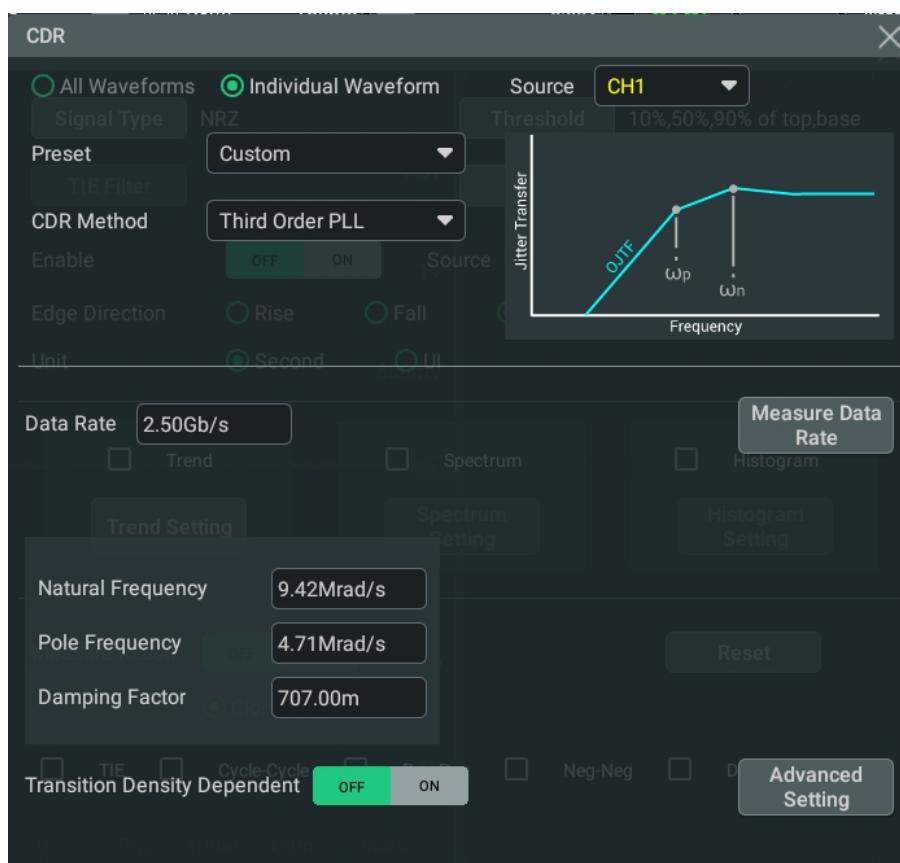 CDR
All Waveforms Individual Waveform Source CH1
Signal Type NRZ Threshold 10%,50%,90% of top,base
Preset Custom
TIE Filter
CDR Method Third Order PLL
Jitter Transfer
OJTF
ωp
ωn
Frequency
Enable OFF ON Source
Edge Direction Rise Fall
Unit Second UI
Data Rate 2.50Gb/s Measure Data
Rate
Trend Spectrum Histogram
Trend Setting Spectrum
Setting Histogram
Setting
Natural Frequency 9.42Mrad/s
Pole Frequency 4.71Mrad/s
Reset
Damping Factor 707.00m
TIE Cycle-Cycle Neg-Neg
Transition Density Dependent OFF ON Advanced
Setting